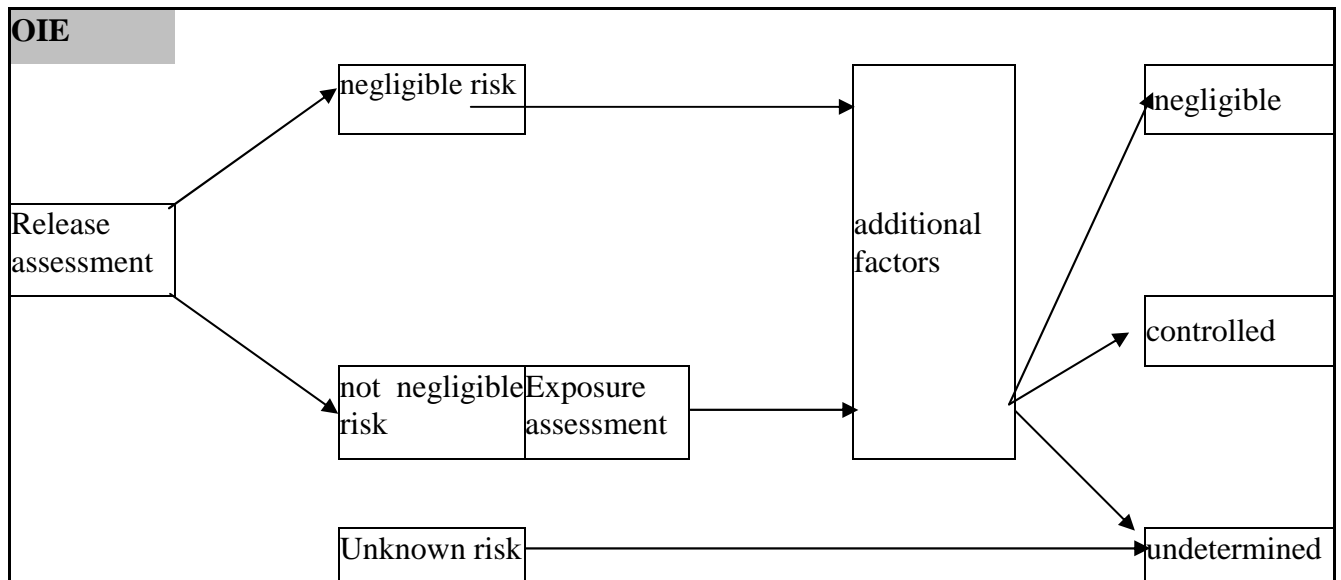 OIE
negligible risk
negligible
Release
assessment
additional
factors
controlled
not negligible
risk
Exposure
assessment
Unknown risk
undetermined